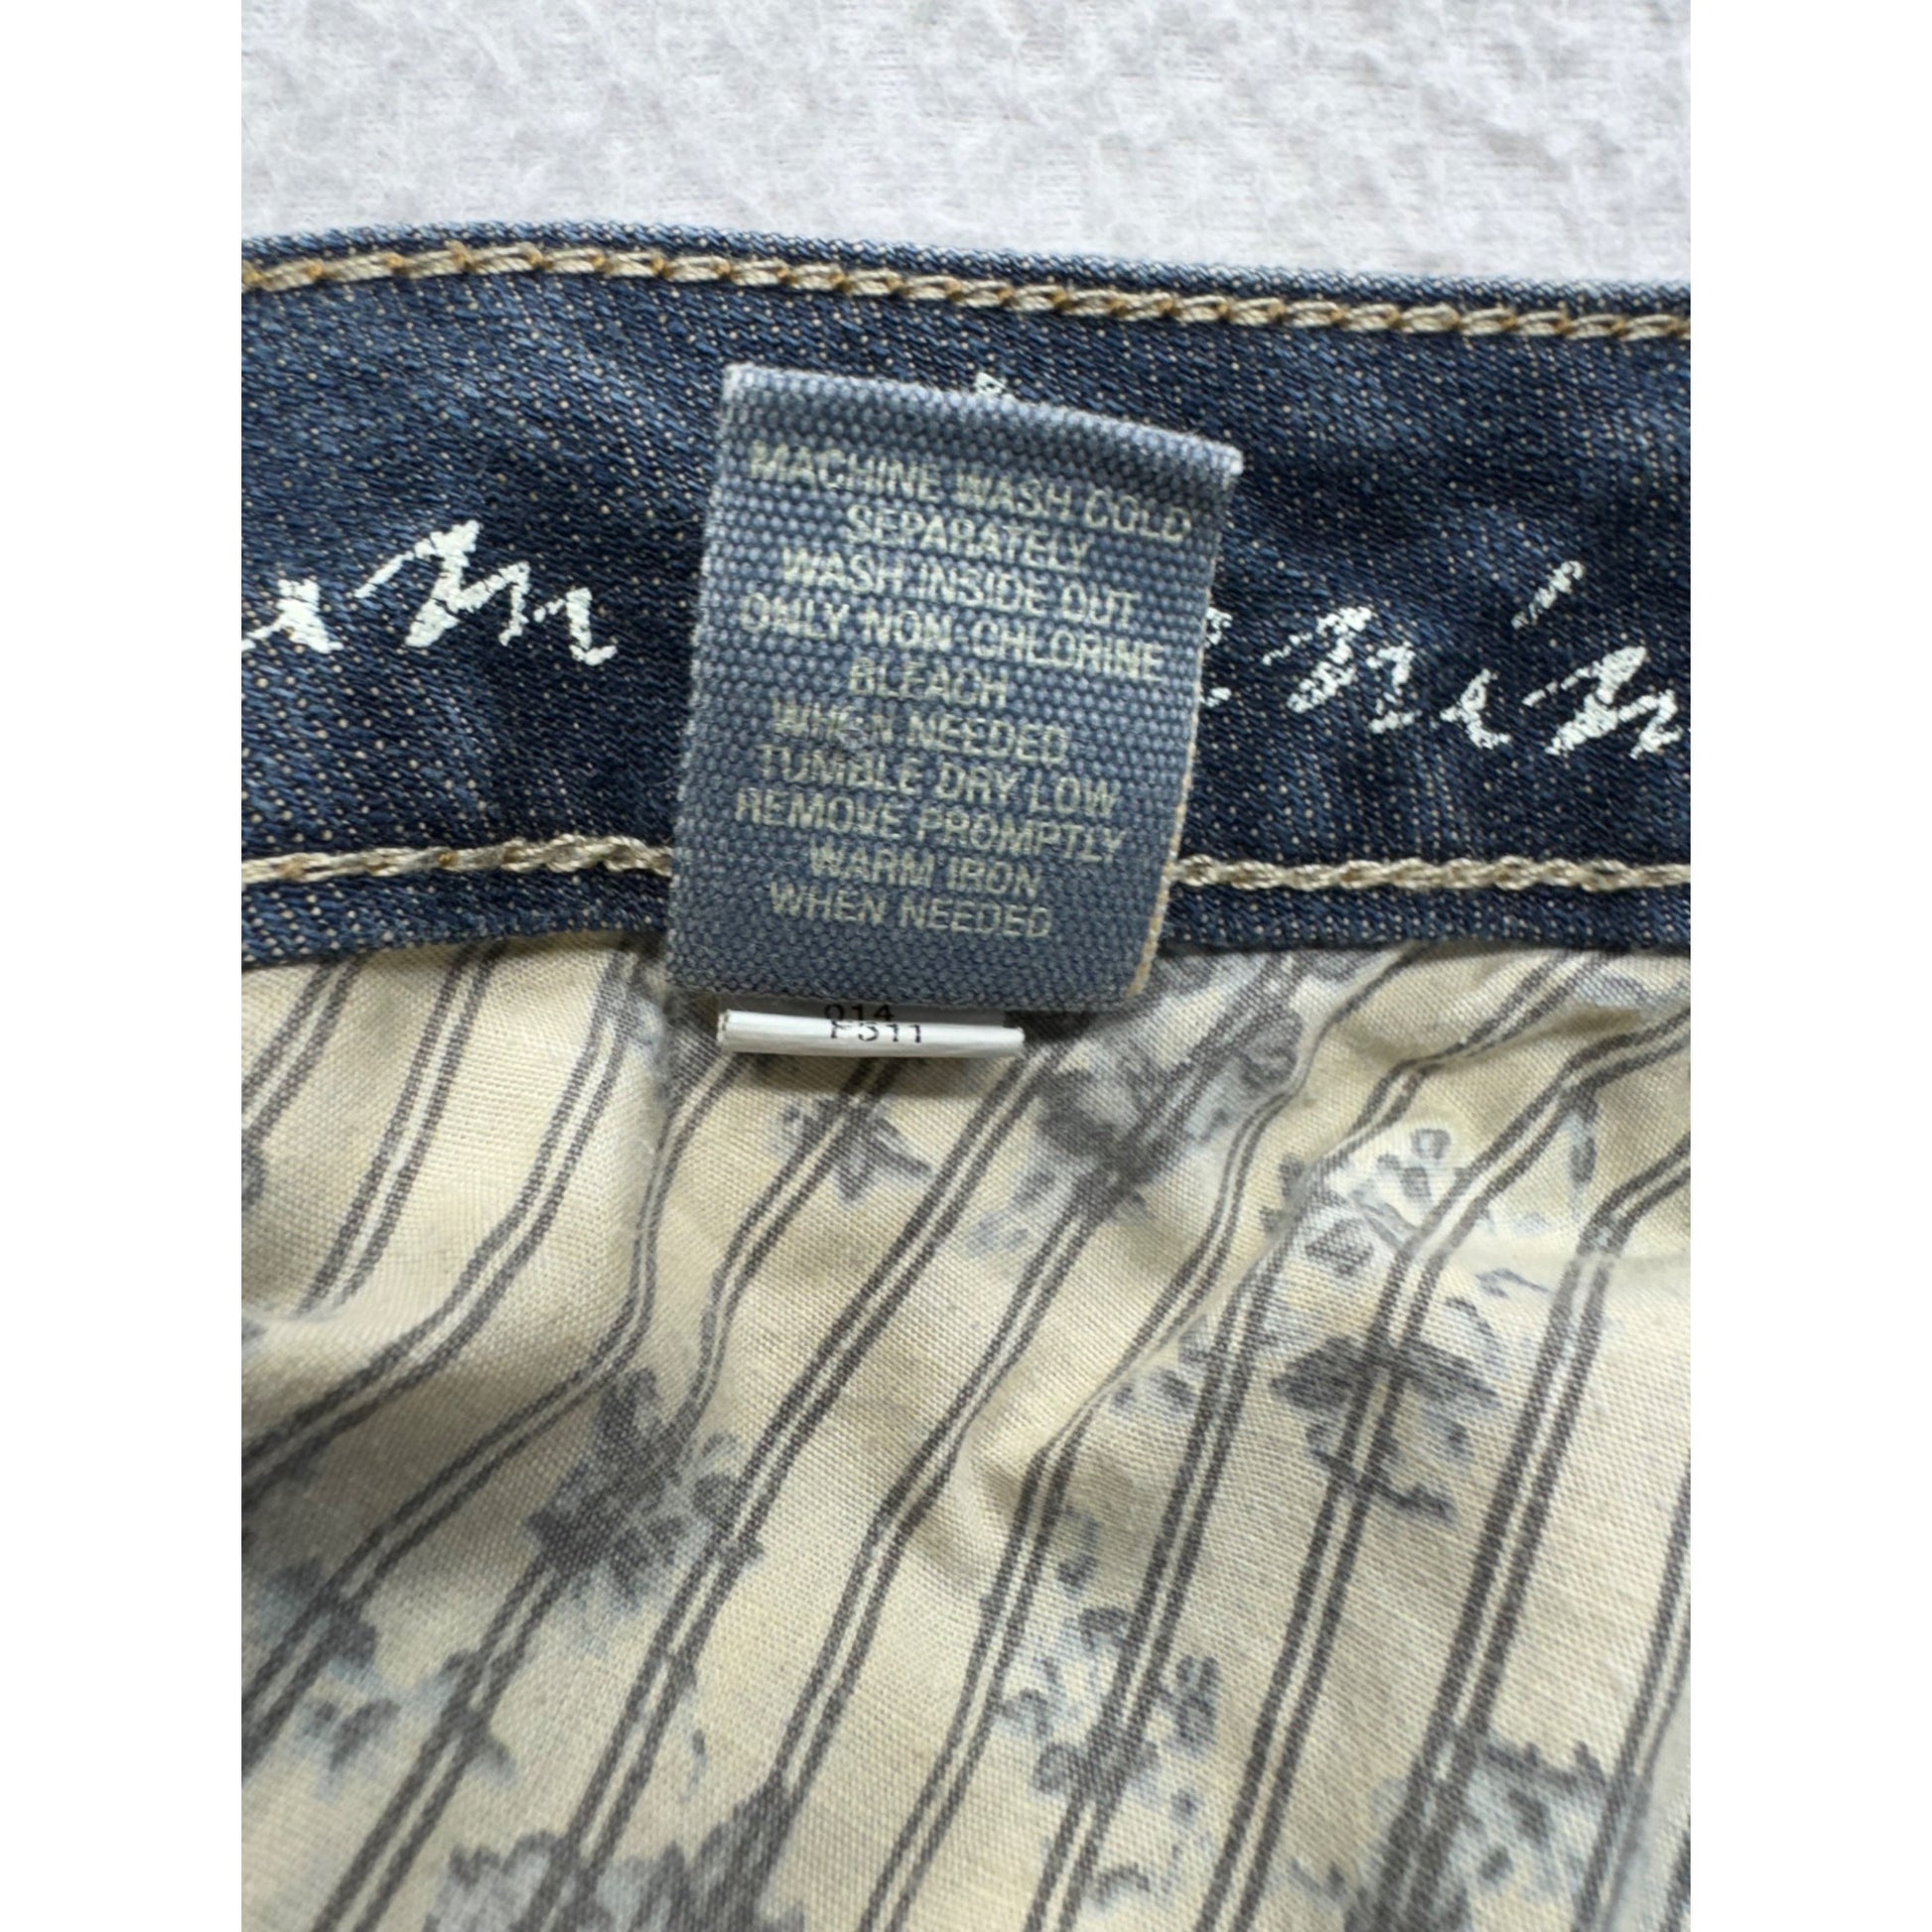 MACHINE WASH COLD
SEPARATELY
WASH INSIDE OUT
ONLY NON-CHLORINE
BLEACH
WHEN NEEDED
TUMBLE DRY LOW
REMOVE PROMPTLY
WARM IRON
WHEN NEEDED
014